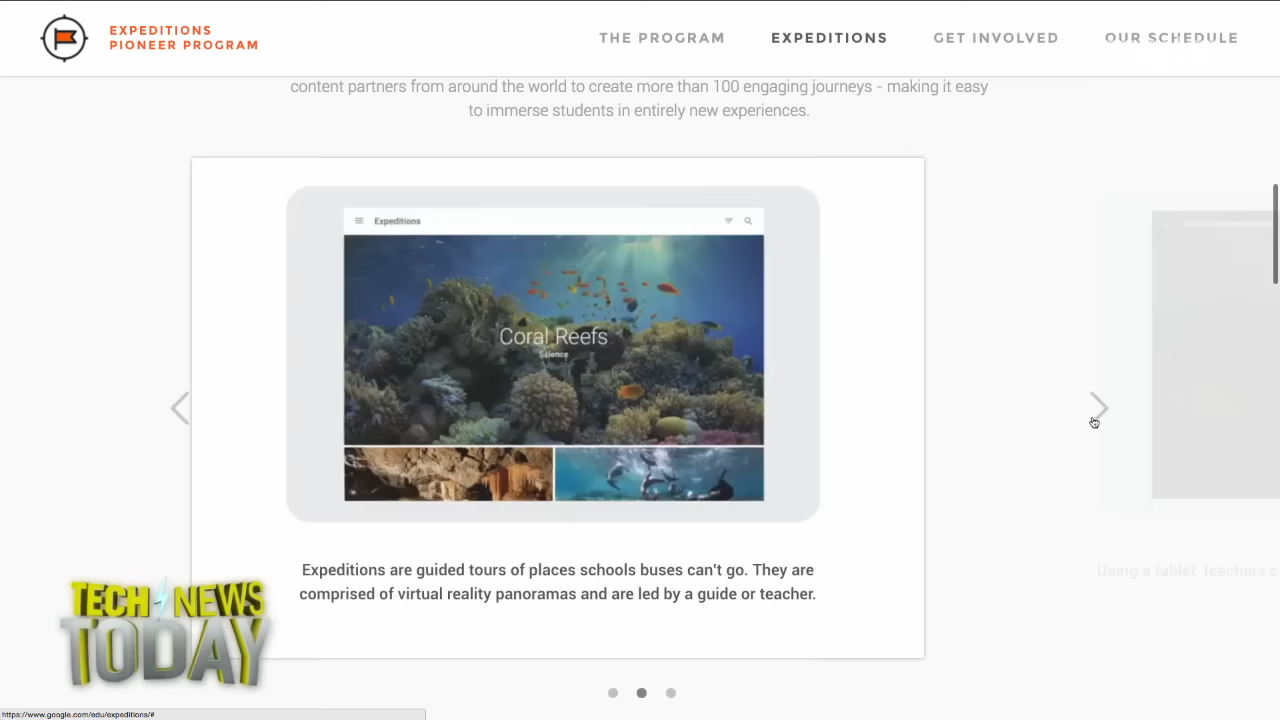 EXPEDITIONS
PIONEER PROGRAM
THE PROGRAM
EXPEDITIONS
GET INVOLVED
OUR SCHEDULE
content partners from around the world to create more than 100 engaging journeys - making it easy
to immerse students in entirely new experiences.
Expeditions
Coral Reefs
Science
Expeditions are guided tours of places schools buses can't go. They are
comprised of virtual reality panoramas and are led by a guide or teacher.
Using a tablet, teachers c
TECH NEWS
TODAY
https://www.google.com/edu/expeditions/#